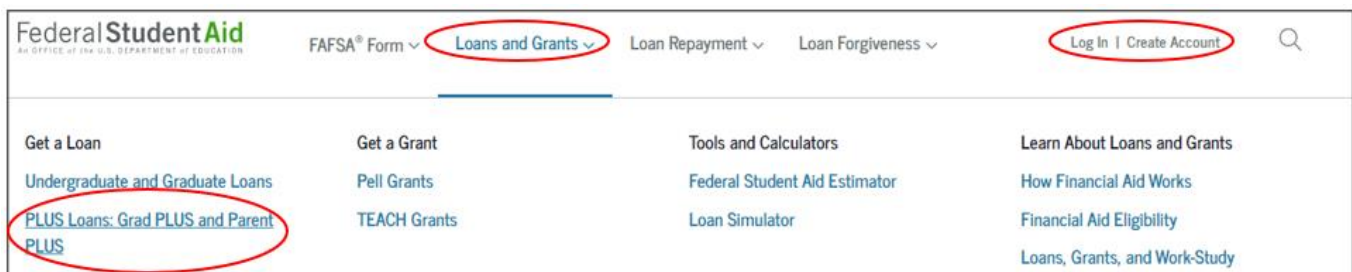 Federal Student Aid
An OFFICE of the U.S. DEPARTMENT of EDUCATION
FAFSA® Form
Loans and Grants
Loan Repayment
Loan Forgiveness
Log In | Create Account
Get a Loan
Undergraduate and Graduate Loans
PLUS Loans: Grad PLUS and Parent
PLUS
Get a Grant
Pell Grants
TEACH Grants
Tools and Calculators
Federal Student Aid Estimator
Loan Simulator
Learn About Loans and Grants
How Financial Aid Works
Financial Aid Eligibility
Loans, Grants, and Work-Study